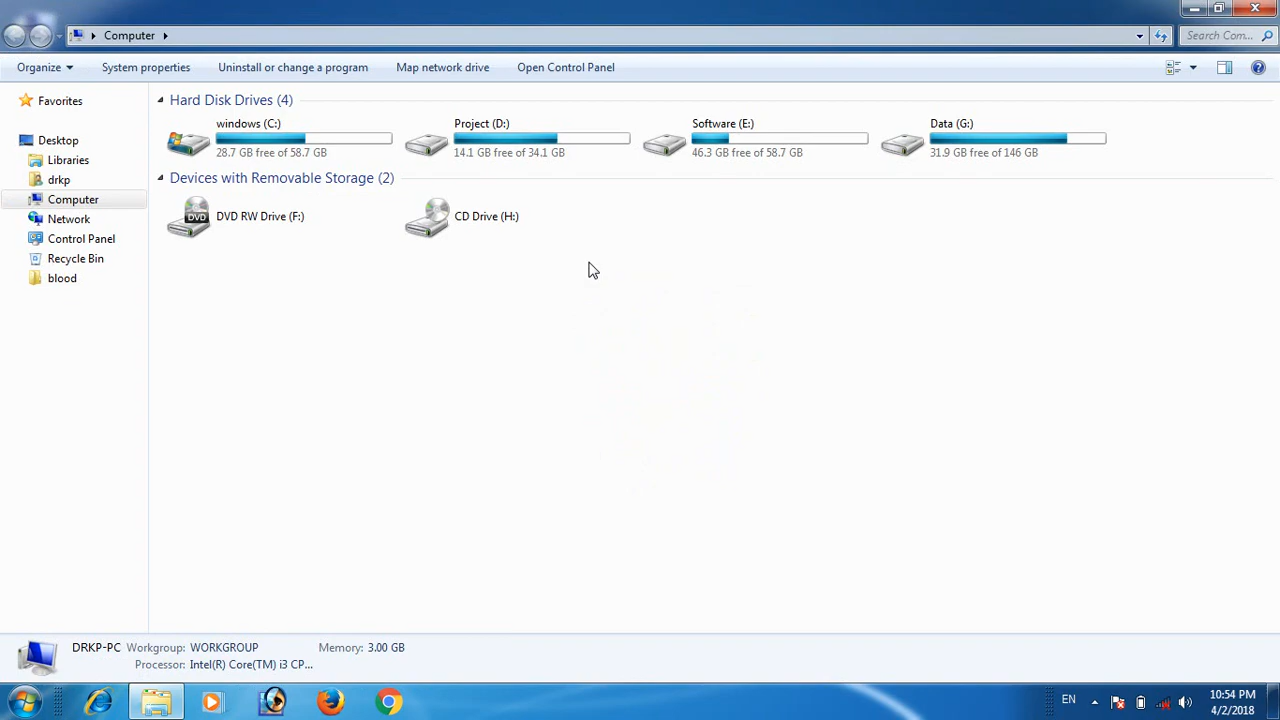 Computer
Search Com...
Organize System properties Uninstall or change a program Map network drive Open Control Panel
Favorites
Desktop
Libraries
drkp
Computer
Network
Control Panel
Recycle Bin
blood
Hard Disk Drives (4)
windows (C:)
28.7 GB free of 58.7 GB
Project (D:)
14.1 GB free of 34.1 GB
Software (E:)
46.3 GB free of 58.7 GB
Data (G:)
31.9 GB free of 146 GB
Devices with Removable Storage (2)
DVD
DVD RW Drive (F:)
CD Drive (H:)
DRKP-PC Workgroup: WORKGROUP Memory: 3.00 GB
Processor: Intel(R) Core(TM) i3 CP...
EN
10:54 PM
4/2/2018